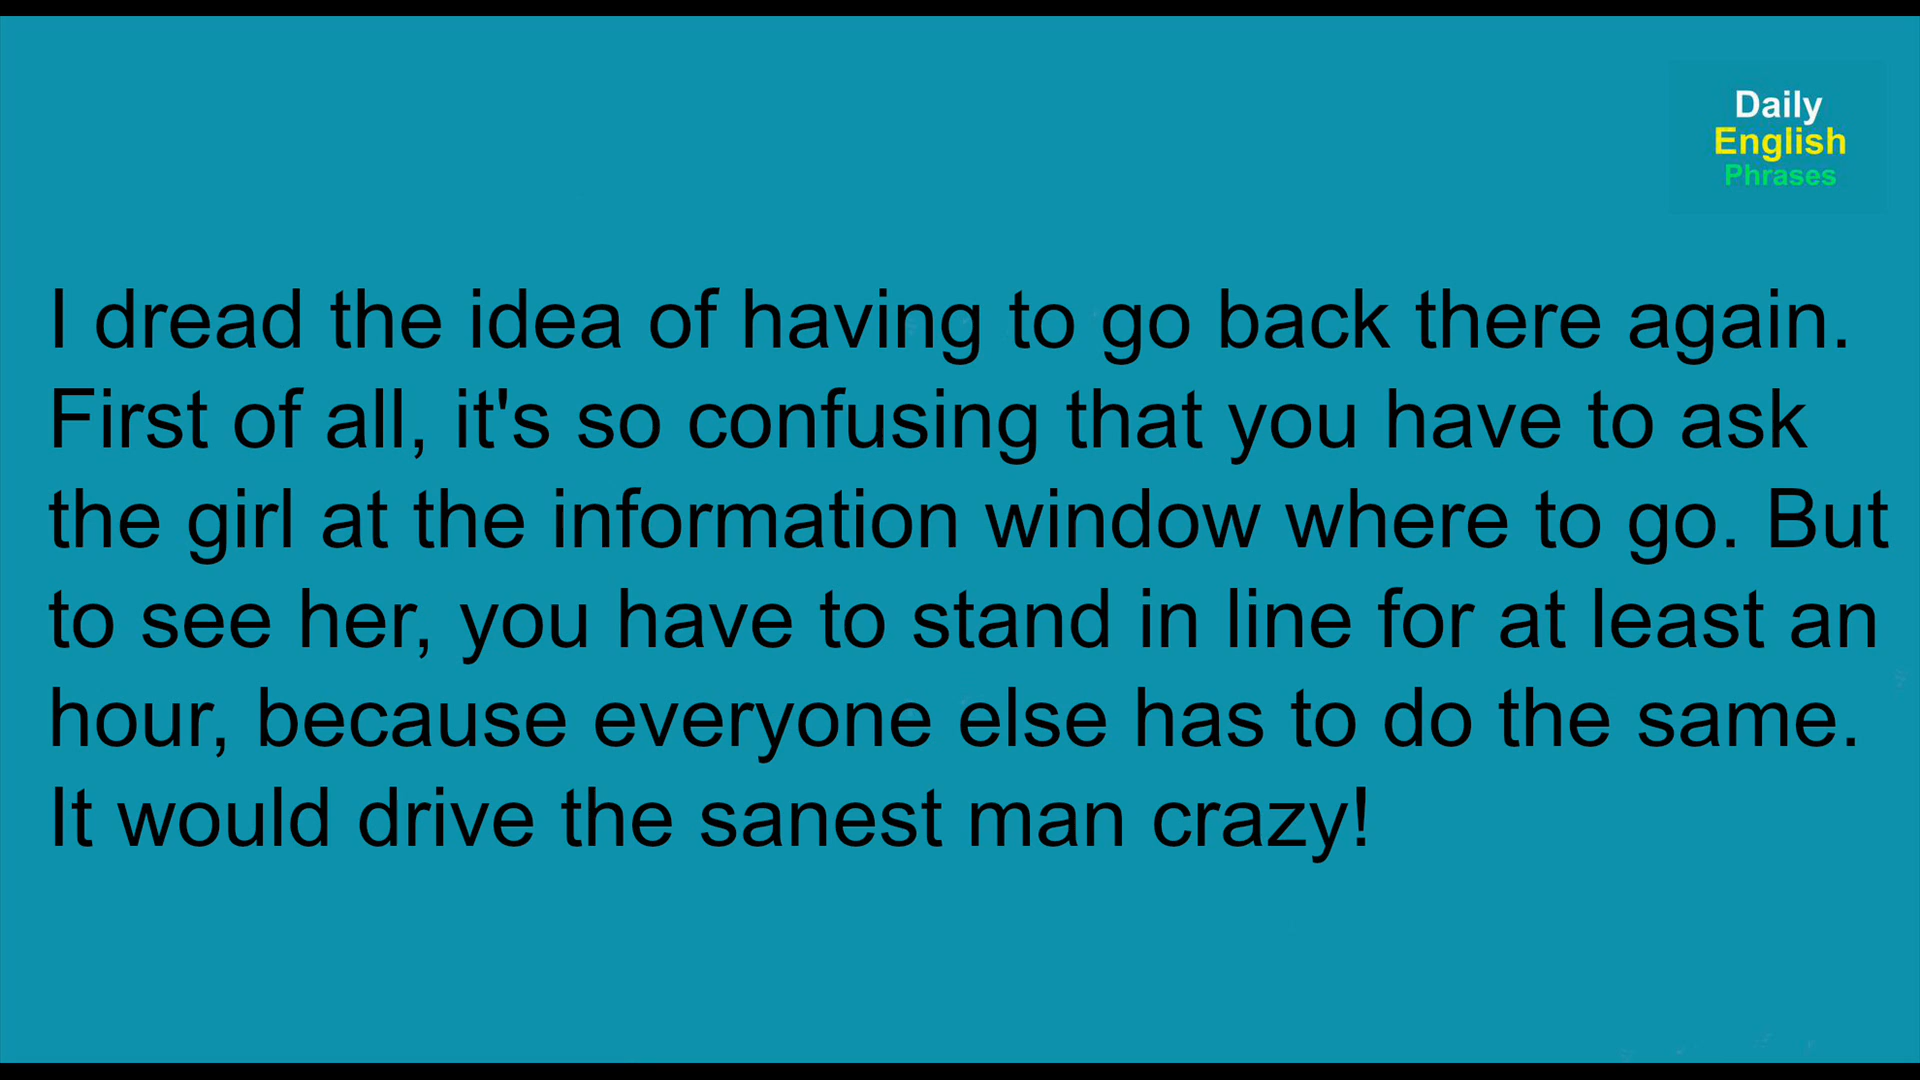 Daily
English
Phrases
I dread the idea of having to go back there again.
First of all, it's so confusing that you have to ask
the girl at the information window where to go. But
to see her, you have to stand in line for at least an
hour, because everyone else has to do the same.
It would drive the sanest man crazy!